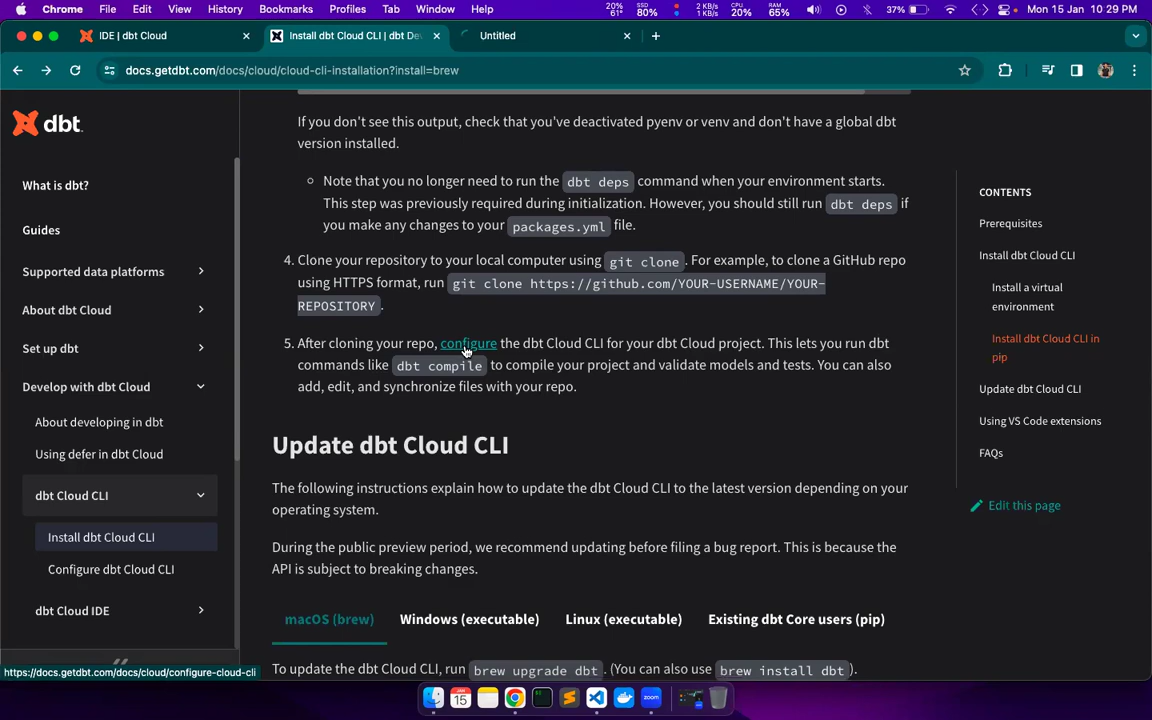 Chrome File Edit View History Bookmarks Profiles Tab Window Help 20% 61° SSD 80% 2 KB/s 1 KB/s CPU 20% RAM 65% 37% Mon 15 Jan 10:29 PM
IDE | dbt Cloud
Install dbt Cloud CLI | dbt De
Untitled
docs.getdbt.com/docs/cloud/cloud-cli-installation?install=brew
dbt
What is dbt?
Guides
Supported data platforms
About dbt Cloud
Set up dbt
Develop with dbt Cloud
About developing in dbt
Using defer in dbt Cloud
dbt Cloud CLI
Install dbt Cloud CLI
Configure dbt Cloud CLI
dbt Cloud IDE
https://docs.getdbt.com/docs/cloud/configure-cloud-cli
If you don't see this output, check that you've deactivated pyenv or venv and don't have a global dbt
version installed.
Note that you no longer need to run the dbt deps command when your environment starts.
This step was previously required during initialization. However, you should still run dbt deps if
you make any changes to your packages.yml file.
4. Clone your repository to your local computer using git clone. For example, to clone a GitHub repo
using HTTPS format, run git clone https://github.com/YOUR-USERNAME/YOUR-
REPOSITORY.
5. After cloning your repo, configure the dbt Cloud CLI for your dbt Cloud project. This lets you run dbt
commands like dbt compile to compile your project and validate models and tests. You can also
add, edit, and synchronize files with your repo.
Update dbt Cloud CLI
The following instructions explain how to update the dbt Cloud CLI to the latest version depending on your
operating system.
During the public preview period, we recommend updating before filing a bug report. This is because the
API is subject to breaking changes.
macOS (brew) Windows (executable) Linux (executable) Existing dbt Core users (pip)
To update the dbt Cloud CLI, run brew upgrade dbt. (You can also use brew install dbt).
CONTENTS
Prerequisites
Install dbt Cloud CLI
Install a virtual
environment
Install dbt Cloud CLI in
pip
Update dbt Cloud CLI
Using VS Code extensions
FAQs
Edit this page
JAN
15
zoom